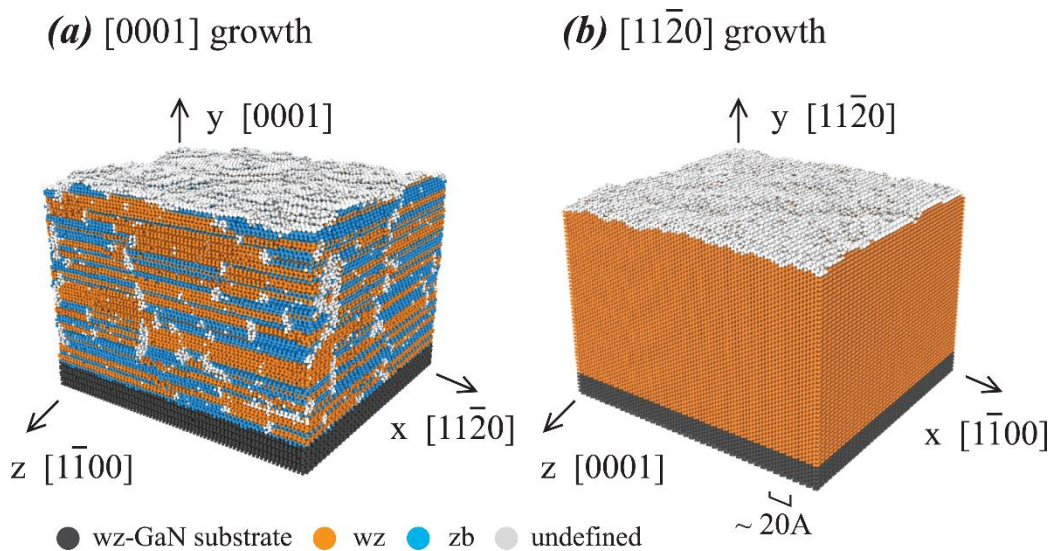 (a) [0001] growth
(b) [112̅0] growth
y [0001]
y [112̅0]
x [112̅0]
z [11̅00]
x [11̅00]
z [0001]
~ 20A
wz-GaN substrate wz zb undefined